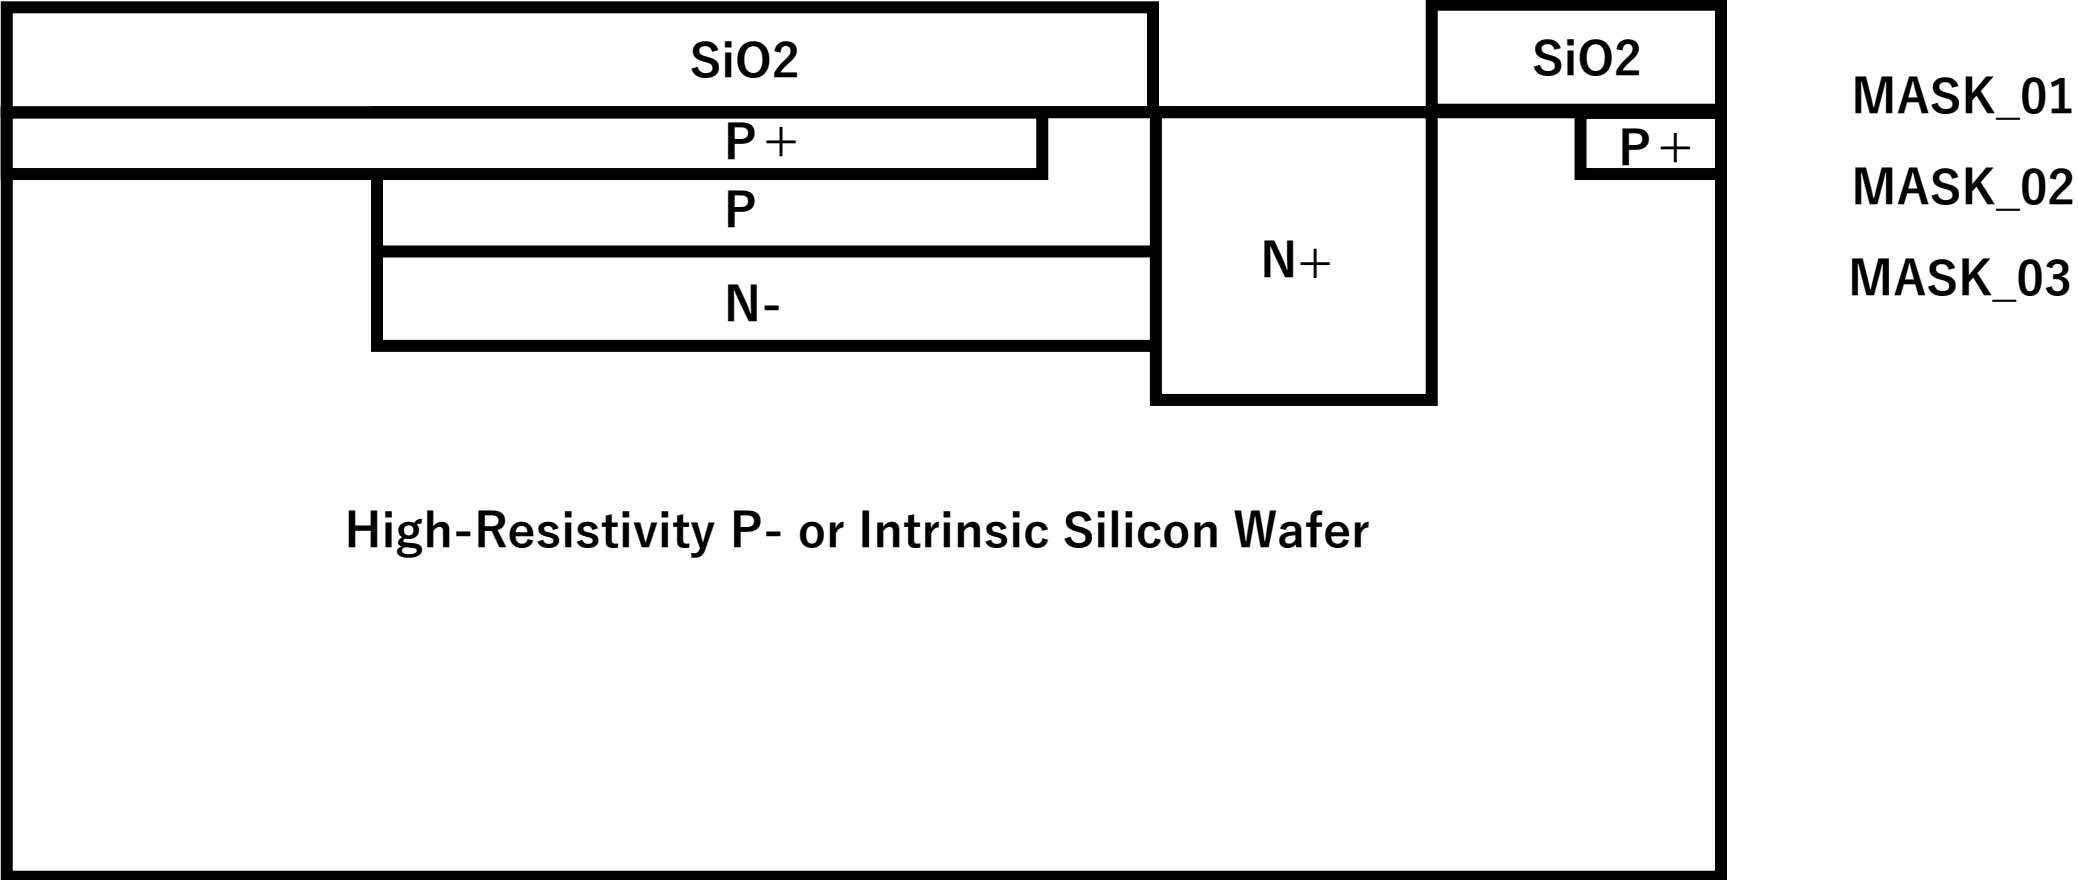 SiO2
SiO2
MASK_01
P+
P+
MASK_02
P
N+
MASK_03
N-
High-Resistivity P- or Intrinsic Silicon Wafer